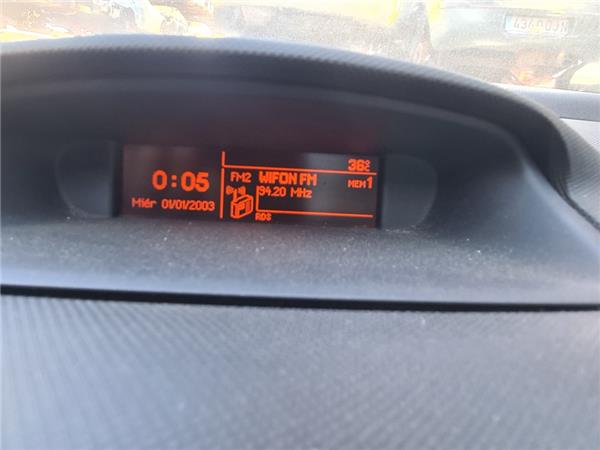 36°C
0:05
FM2 WIFON FM MEM1
94.20 MHz
Miér 01/01/2003
RDS